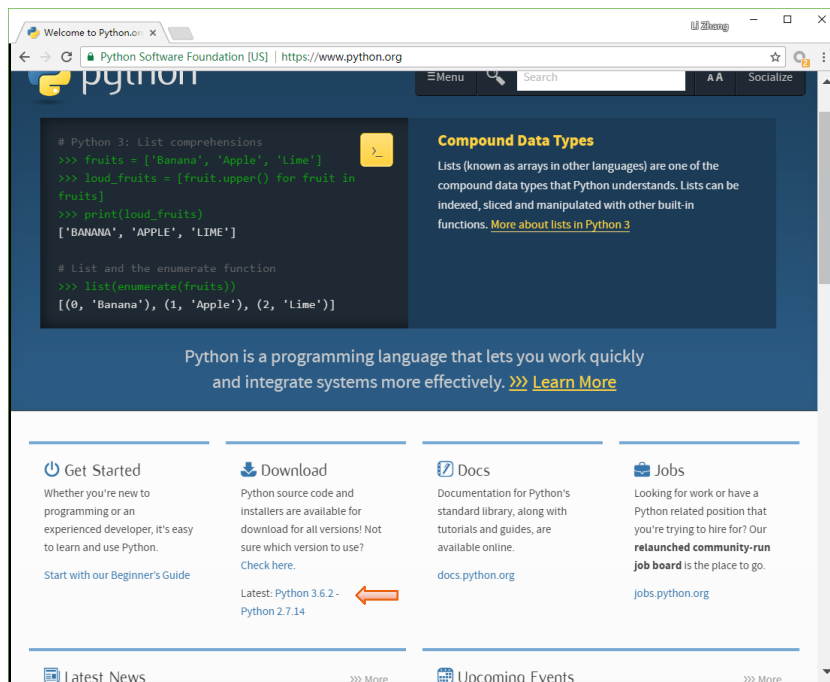 Li Zhang
Welcome to Python.or
Python Software Foundation [US] | https://www.python.org
python
≡Menu
Search
A A
Socialize
# Python 3: List comprehensions
>>> fruits = ['Banana', 'Apple', 'Lime']
>>> loud_fruits = [fruit.upper() for fruit in
fruits]
>>> print(loud_fruits)
['BANANA', 'APPLE', 'LIME']
# List and the enumerate function
>>> list(enumerate(fruits))
[(0, 'Banana'), (1, 'Apple'), (2, 'Lime')]
>_
Compound Data Types
Lists (known as arrays in other languages) are one of the
compound data types that Python understands. Lists can be
indexed, sliced and manipulated with other built-in
functions. More about lists in Python 3
Python is a programming language that lets you work quickly
and integrate systems more effectively. >>> Learn More
Get Started
Whether you're new to
programming or an
experienced developer, it's easy
to learn and use Python.
Start with our Beginner's Guide
Download
Python source code and
installers are available for
download for all versions! Not
sure which version to use?
Check here.
Latest: Python 3.6.2 -
Python 2.7.14
Docs
Documentation for Python's
standard library, along with
tutorials and guides, are
available online.
docs.python.org
Jobs
Looking for work or have a
Python related position that
you're trying to hire for? Our
relaunched community-run
job board is the place to go.
jobs.python.org
Latest News
>>> More
Upcoming Events
>>> More